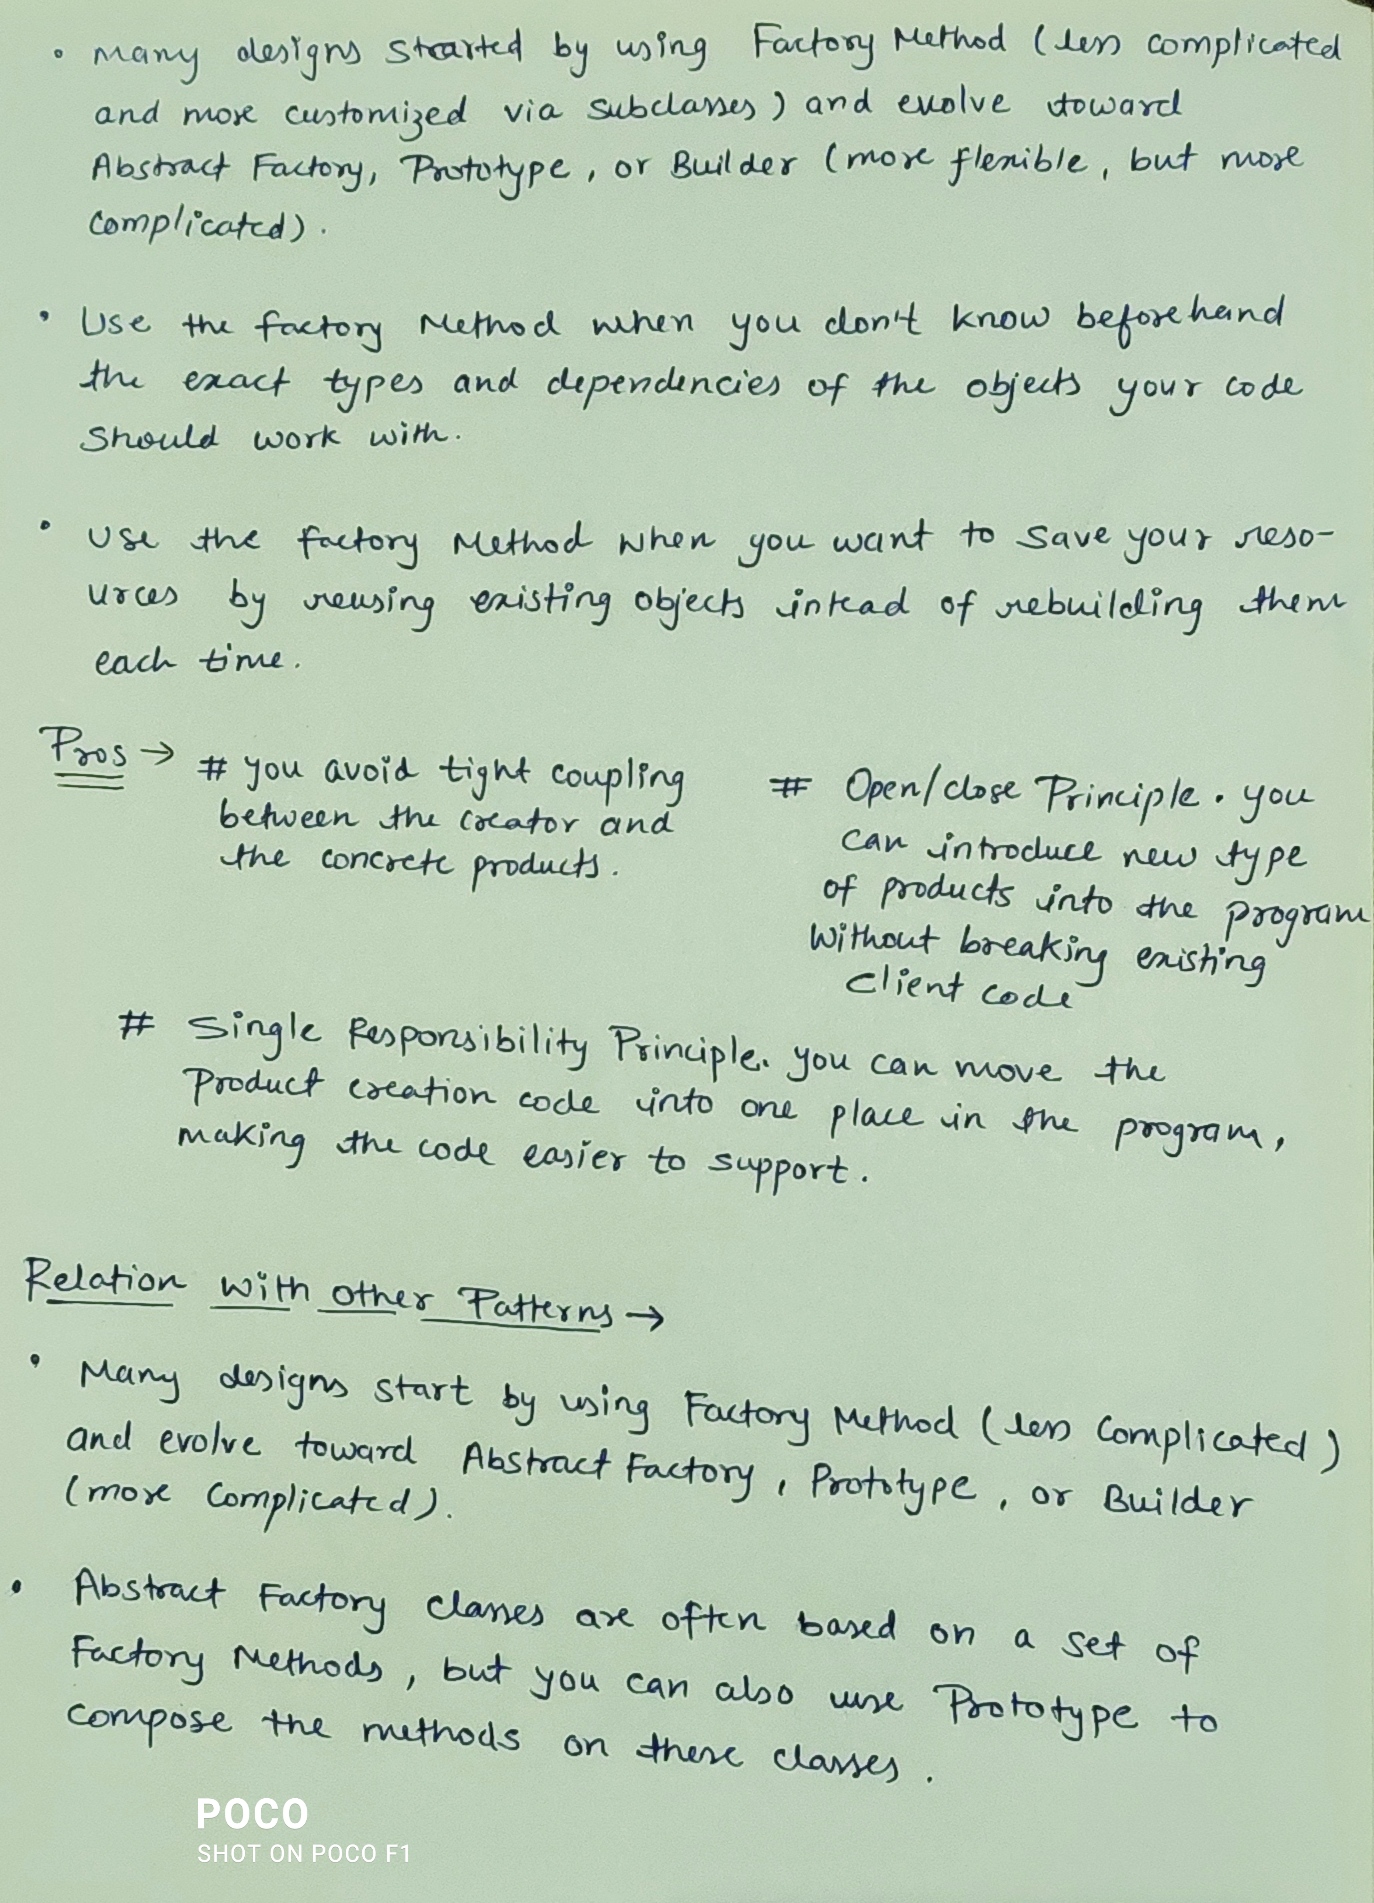 • Many designs started by using Factory Method (less complicated
and more customized via subclasses) and evolve toward
Abstract Factory, Prototype, or Builder (more flexible, but more
complicated).
• Use the factory Method when you don't know beforehand
the exact types and dependencies of the objects your code
should work with.
• Use the factory Method when you want to save your reso-
urces by reusing existing objects intead of rebuilding them
each time.
Pros → # you avoid tight coupling
between the creator and
the concrete products.
# Open/close Principle. you
can introduce new type
of products into the program
without breaking existing
client code
# Single Responsibility Principle. you can move the
Product creation code into one place in the program,
making the code easier to support.
Relation with other Patterns →
• Many designs start by using Factory Method (less complicated)
and evolve toward Abstract Factory, Prototype, or Builder
(more complicated).
• Abstract Factory classes are often based on a set of
Factory Methods, but you can also use Prototype to
compose the methods on these classes.
POCO
SHOT ON POCO F1